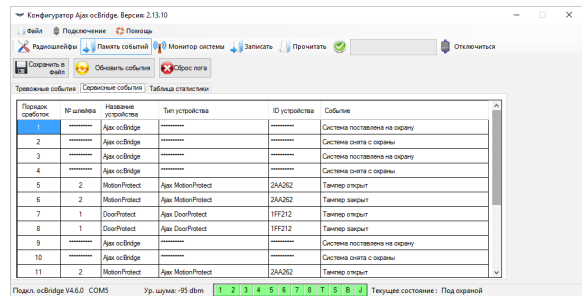 Конфигуратор Ajax ocBridge. Версия: 2.13.10
Файл Подключение Помощь
Радиошлейфы Память событий Монитор системы Записать Прочитать Отключиться
Сохранить в файл Обновить события Сброс лога
Тревожные события Сервисные события Таблица статистики
Порядок сработок № шлейфа Название устройства Тип устройства ID устройства Событие
1 ********** Ajax ocBridge ********** ********** Система поставлена на охрану
2 ********** Ajax ocBridge ********** ********** Система снята с охраны
3 ********** Ajax ocBridge ********** ********** Система поставлена на охрану
4 ********** Ajax ocBridge ********** ********** Система снята с охраны
5 2 MotionProtect Ajax MotionProtect 2AA262 Тампер открыт
6 2 MotionProtect Ajax MotionProtect 2AA262 Тампер закрыт
7 1 DoorProtect Ajax DoorProtect 1FF212 Тампер открыт
8 1 DoorProtect Ajax DoorProtect 1FF212 Тампер закрыт
9 ********** Ajax ocBridge ********** ********** Система поставлена на охрану
10 ********** Ajax ocBridge ********** ********** Система снята с охраны
11 2 MotionProtect Ajax MotionProtect 2AA262 Тампер открыт
Подкл. ocBridge V4.6.0 COM5 Ур. шума: -95 dbm 1 2 3 4 5 6 7 8 T S B J Текущее состояние : Под охраной